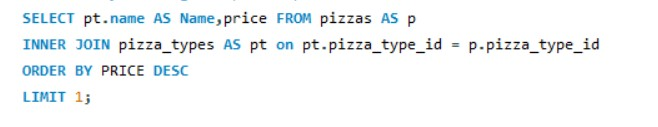 SELECT pt.name AS Name,price FROM pizzas AS p
INNER JOIN pizza_types AS pt on pt.pizza_type_id = p.pizza_type_id
ORDER BY PRICE DESC
LIMIT 1;